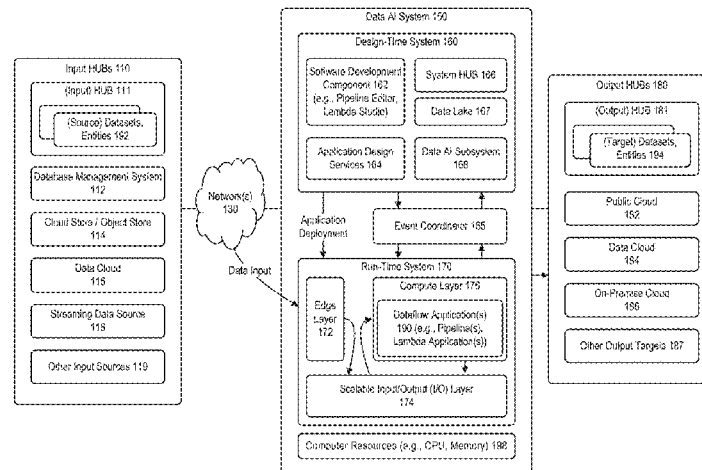 Data AI System 150
Design-Time System 160
Software Development
Component 162
(e.g., Pipeline Editor,
Lambda Studio)
System HUB 166
Data Lake 167
Application Design
Services 164
Data AI Subsystem
168
Input HUBs 110
(Input) HUB 111
(Source) Datasets,
Entities 192
Database Management System
112
Cloud Store / Object Store
114
Data Cloud
Streaming Data Source
Other Input Sources 119
Network(s)
130
Data Input
Application
Deployment
Event Coordinator 165
Run-Time System 170
Edge
Layer
172
Compute Layer 176
Dataflow Application(s)
190 (e.g., Pipeline(s),
Lambda Application(s))
Scalable Input/Output (I/O) Layer
174
Computer Resources (e.g., CPU, Memory) 198
Output HUBs 180
(Output) HUB 181
(Target) Datasets,
Entities 194
Public Cloud
Data Cloud
184
On-Premise Cloud
Other Output Targets 187